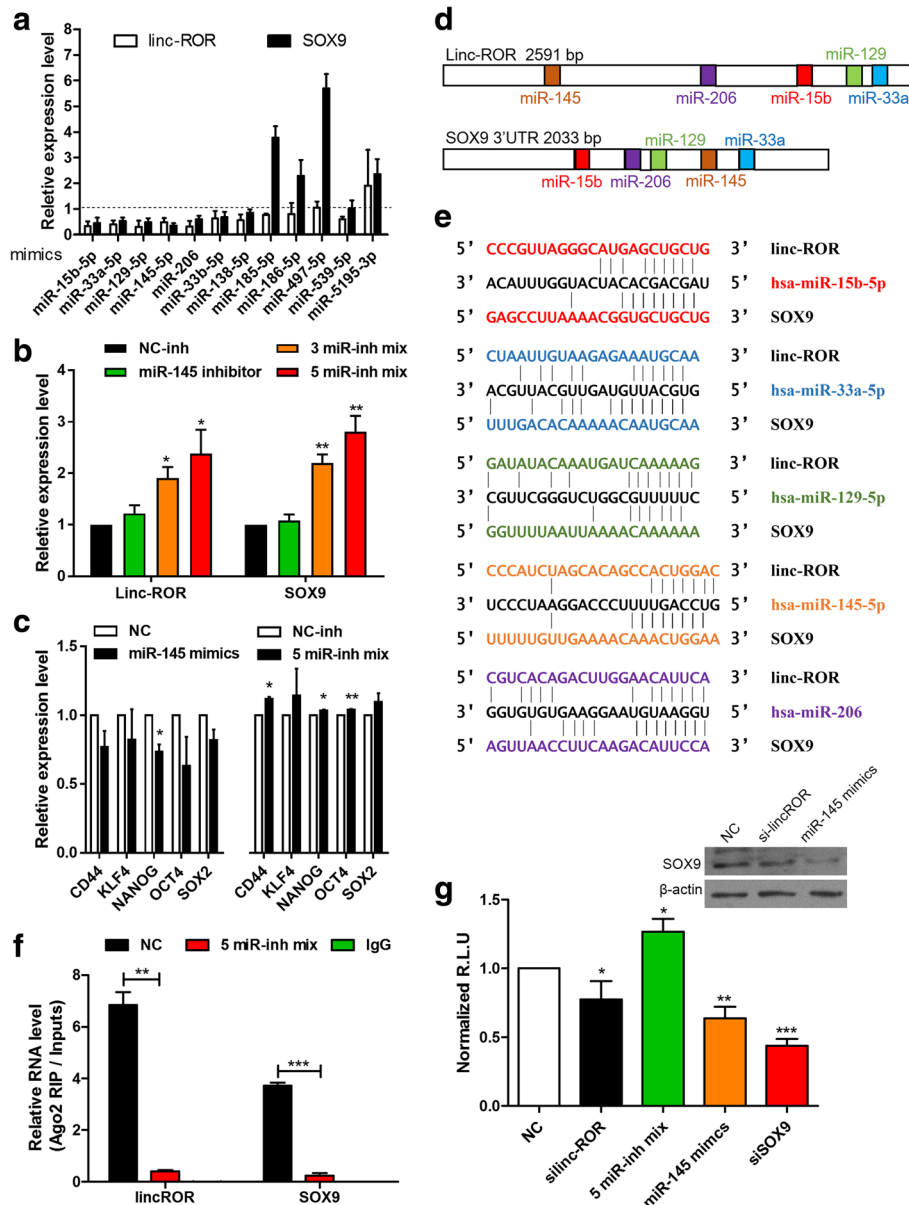 a
linc-ROR SOX9
Reletive expression level
8
7
6
5
4
3
2
1
0
mimics
miR-15b-5p
miR-33a-5p
miR-129-5p
miR-145-5p
miR-206
miR-33b-5p
miR-138-5p
miR-185-5p
miR-186-5p
miR-497-5p
miR-539-5p
miR-5195-3p
b
NC-inh 3 miR-inh mix
miR-145 inhibitor 5 miR-inh mix
Reletive expression level
4
3
2
1
0
* *
** **
Linc-ROR SOX9
c
NC NC-inh
miR-145 mimics 5 miR-inh mix
Reletive expression level
1.5
1.0
0.5
0.0
*
* * **
CD44 KLF4 NANOG OCT4 SOX2
CD44 KLF4 NANOG OCT4 SOX2
d
Linc-ROR 2591 bp
miR-129
miR-145 miR-206 miR-15b miR-33a
SOX9 3’UTR 2033 bp
miR-129 miR-33a
miR-15b miR-206 miR-145
e
5' CCCGUUAGGGCAUGAGCUGCUG 3’ linc-ROR
3' ACAUUUGGUACUACACGACGAU 5’ hsa-miR-15b-5p
5' GAGCCUUAAAACGGUGCUGCUG 3’ SOX9
5' CUAAUUGUAAGAGAAAUGCAA 3’ linc-ROR
3' ACGUUACGUUGAUGUUACGUG 5’ hsa-miR-33a-5p
5' UUUGACACAAAAACAAUGCAA 3’ SOX9
5' GAUAUACAAAUGAUCAAAAAG 3’ linc-ROR
3' CGUUCGGGUCUGGCGUUUUUC 5’ hsa-miR-129-5p
5' GGUUUUAAUUAAAACAAAAAA 3’ SOX9
5' CCCAUCUAGCACAGCCACUGGAC 3’ linc-ROR
3' UCCCUAAGGACCCUUUUGACCUG 5’ hsa-miR-145-5p
5' UUUUUGUUGAAAACAAACUGGAA 3’ SOX9
5' CGUCACAGACUUGGAACAUUCA 3’ linc-ROR
3' GGUGUGUGAAGGAAUGUAAGGU 5’ hsa-miR-206
5' AGUUAACCUUCAAGACAUUCCA 3’ SOX9
f
NC 5 miR-inh mix IgG
Relative RNA level
(Ago2 RIP / Inputs)
8
6
4
2
0
**
***
lincROR SOX9
g
NC si-lincROR miR-145 mimics
SOX9
β-actin
Normalized R.L.U
1.5
1.0
0.5
0.0
* * ** ***
NC
silinc-ROR
5 miR-inh mix
miR-145 mimcs
siSOX9